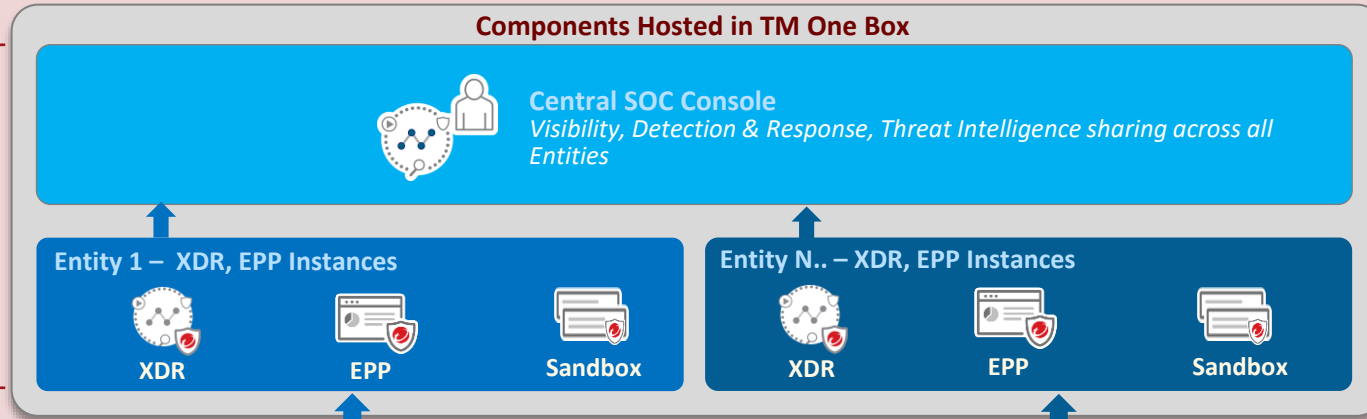 Components Hosted in TM One Box
Central SOC Console
Visibility, Detection & Response, Threat Intelligence sharing across all
Entities
Entity 1 – XDR, EPP Instances
XDR
EPP
Sandbox
Entity N.. – XDR, EPP Instances
XDR
EPP
Sandbox